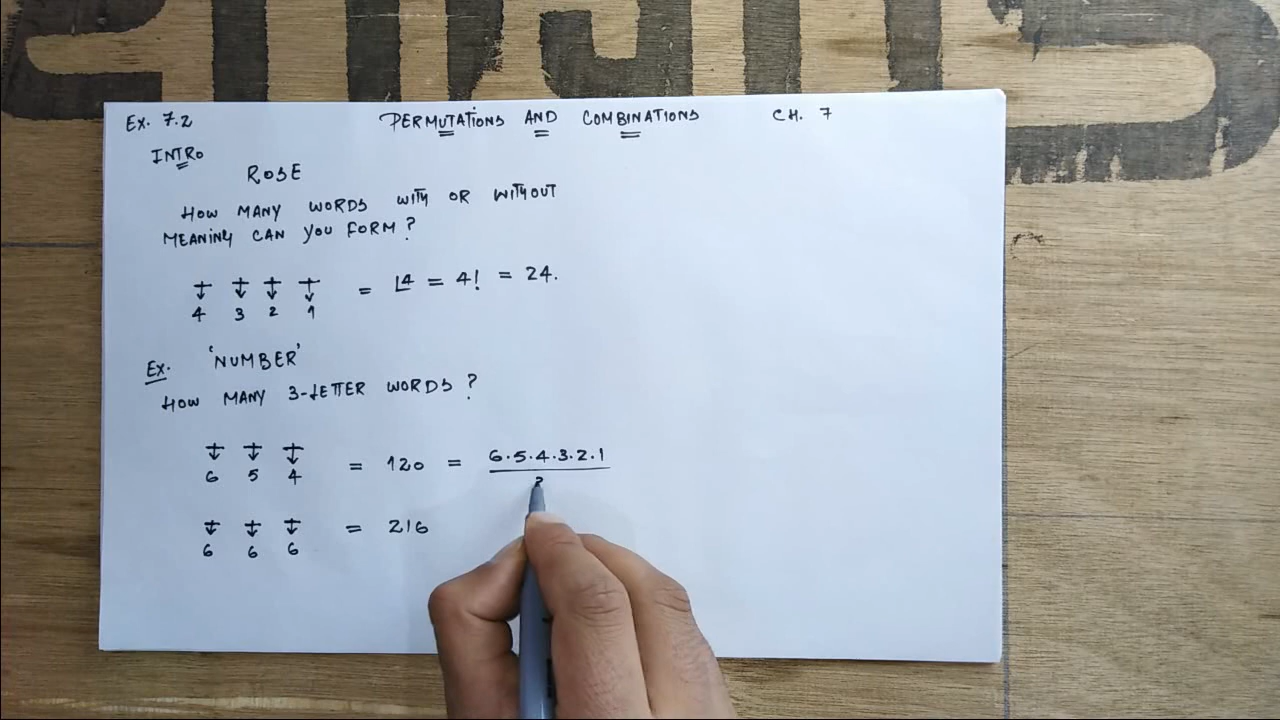 Ex. 7.2 PERMUTATIONS AND COMBINATIONS CH. 7
INTRO
ROSE
HOW MANY WORDS WITH OR WITHOUT
MEANING CAN YOU FORM?
↓ ↓ ↓ ↓ = ⌊4 = 4! = 24.
4 3 2 1
Ex. 'NUMBER'
HOW MANY 3-LETTER WORDS?
↓ ↓ ↓ = 120 = 6·5·4·3·2·1
6 5 4
↓ ↓ ↓ = 216
6 6 6